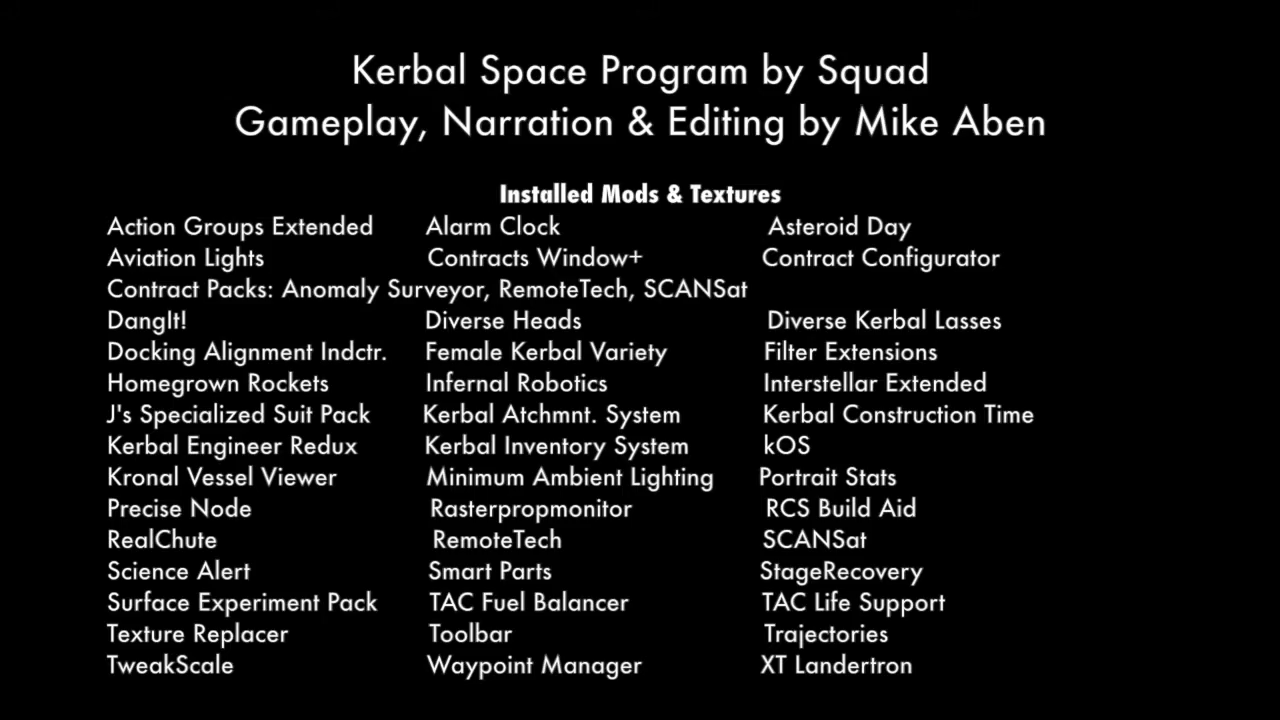 Kerbal Space Program by Squad
Gameplay, Narration & Editing by Mike Aben
Installed Mods & Textures
Action Groups Extended Alarm Clock Asteroid Day
Aviation Lights Contracts Window+ Contract Configurator
Contract Packs: Anomaly Surveyor, RemoteTech, SCANSat
DangIt! Diverse Heads Diverse Kerbal Lasses
Docking Alignment Indctr. Female Kerbal Variety Filter Extensions
Homegrown Rockets Infernal Robotics Interstellar Extended
J's Specialized Suit Pack Kerbal Atchmnt. System Kerbal Construction Time
Kerbal Engineer Redux Kerbal Inventory System kOS
Kronal Vessel Viewer Minimum Ambient Lighting Portrait Stats
Precise Node Rasterpropmonitor RCS Build Aid
RealChute RemoteTech SCANSat
Science Alert Smart Parts StageRecovery
Surface Experiment Pack TAC Fuel Balancer TAC Life Support
Texture Replacer Toolbar Trajectories
TweakScale Waypoint Manager XT Landertron